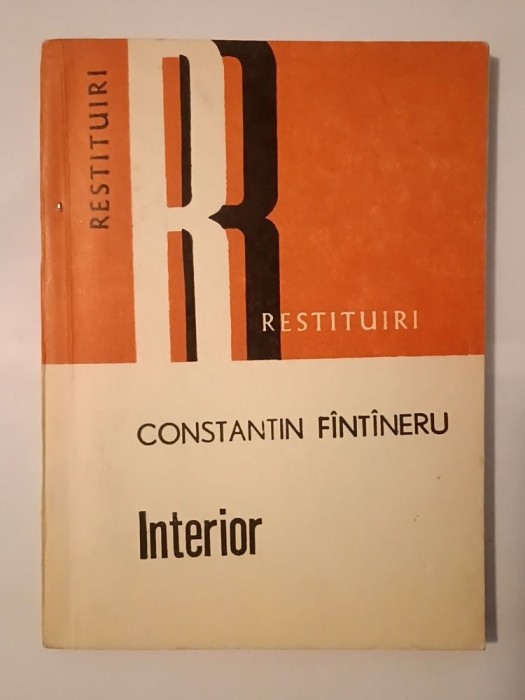 RESTITUIRI
R
RESTITUIRI
CONSTANTIN FÎNTÎNERU
Interior